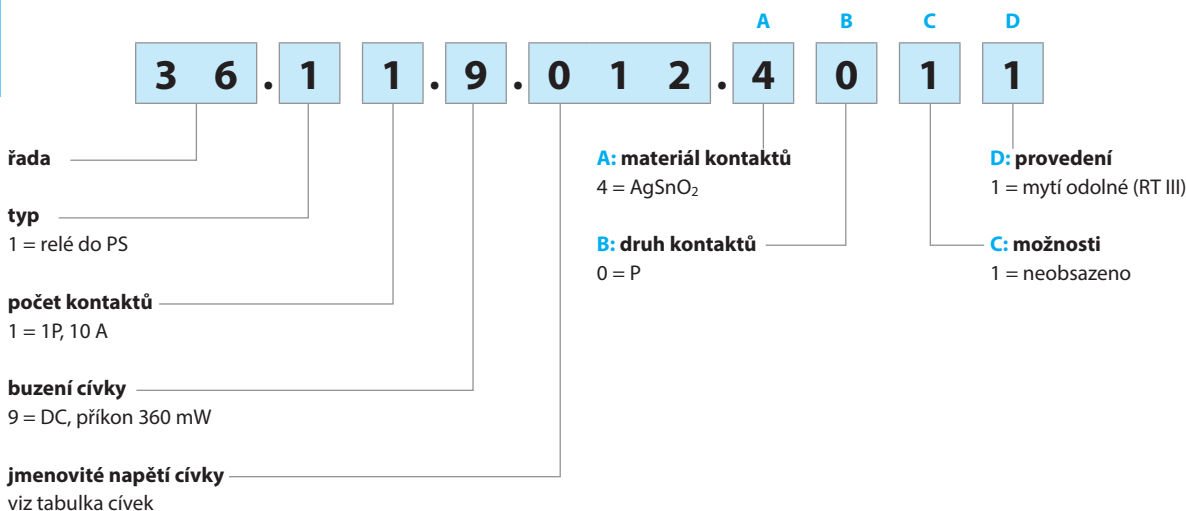 A B C D
3 6 . 1 1 . 9 . 0 1 2 . 4 0 1 1
řada
typ
1 = relé do PS
počet kontaktů
1 = 1P, 10 A
buzení cívky
9 = DC, příkon 360 mW
jmenovité napětí cívky
viz tabulka cívek
A: materiál kontaktů
4 = AgSnO₂
B: druh kontaktů
0 = P
D: provedení
1 = mytí odolné (RT III)
C: možnosti
1 = neobsazeno